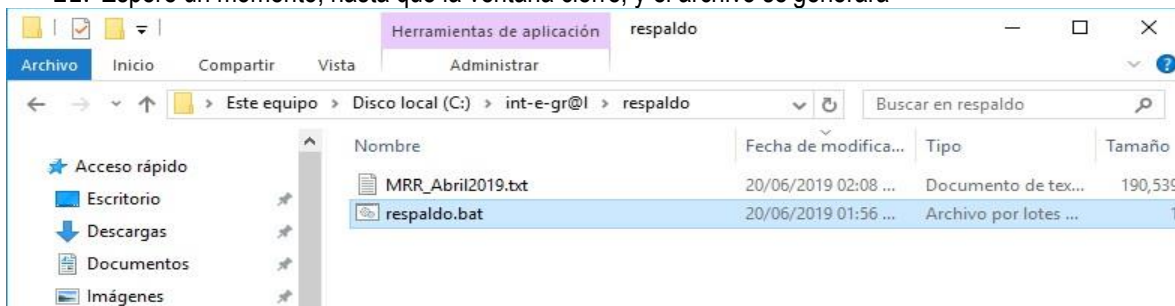 Espere un momento, hasta que la ventana cierre, y el archivo se generara
Herramientas de aplicación respaldo
Archivo Inicio Compartir Vista Administrar
Este equipo > Disco local (C:) > int-e-gr@l > respaldo Buscar en respaldo
Nombre Fecha de modifica... Tipo Tamaño
Acceso rápido
MRR_Abril2019.txt 20/06/2019 02:08 ... Documento de tex... 190,539
Escritorio
respaldo.bat 20/06/2019 01:56 ... Archivo por lotes ... 1
Descargas
Documentos
Imágenes